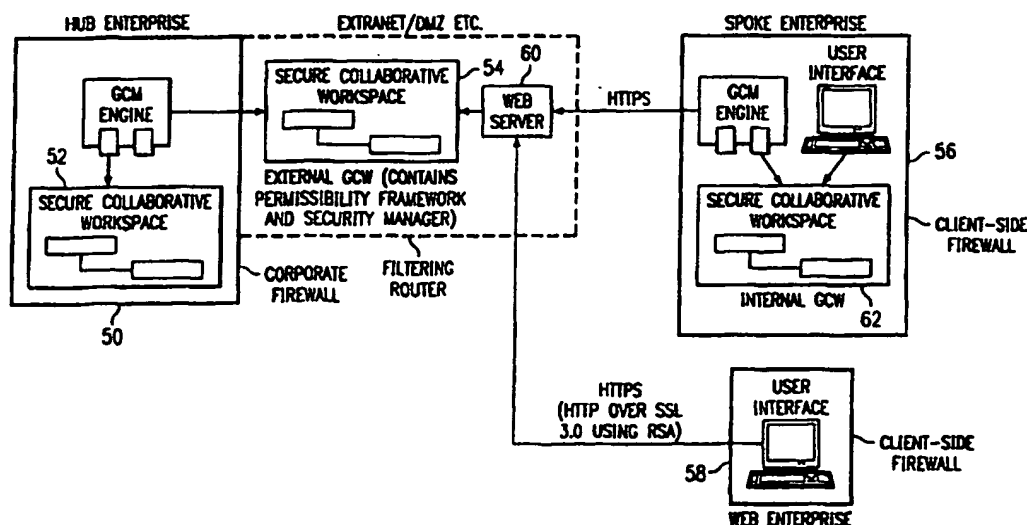 HUB ENTERPRISE
EXTRANET/DMZ ETC.
SPOKE ENTERPRISE
GCM
ENGINE
52
SECURE COLLABORATIVE
WORKSPACE
50
CORPORATE
FIREWALL
SECURE COLLABORATIVE
WORKSPACE
54
60
WEB
SERVER
EXTERNAL GCW (CONTAINS
PERMISSIBILITY FRAMEWORK
AND SECURITY MANAGER)
FILTERING
ROUTER
HTTPS
GCM
ENGINE
USER
INTERFACE
56
SECURE COLLABORATIVE
WORKSPACE
INTERNAL GCW
62
CLIENT-SIDE
FIREWALL
HTTPS
(HTTP OVER SSL
3.0 USING RSA)
USER
INTERFACE
58
CLIENT-SIDE
FIREWALL
WEB ENTERPRISE